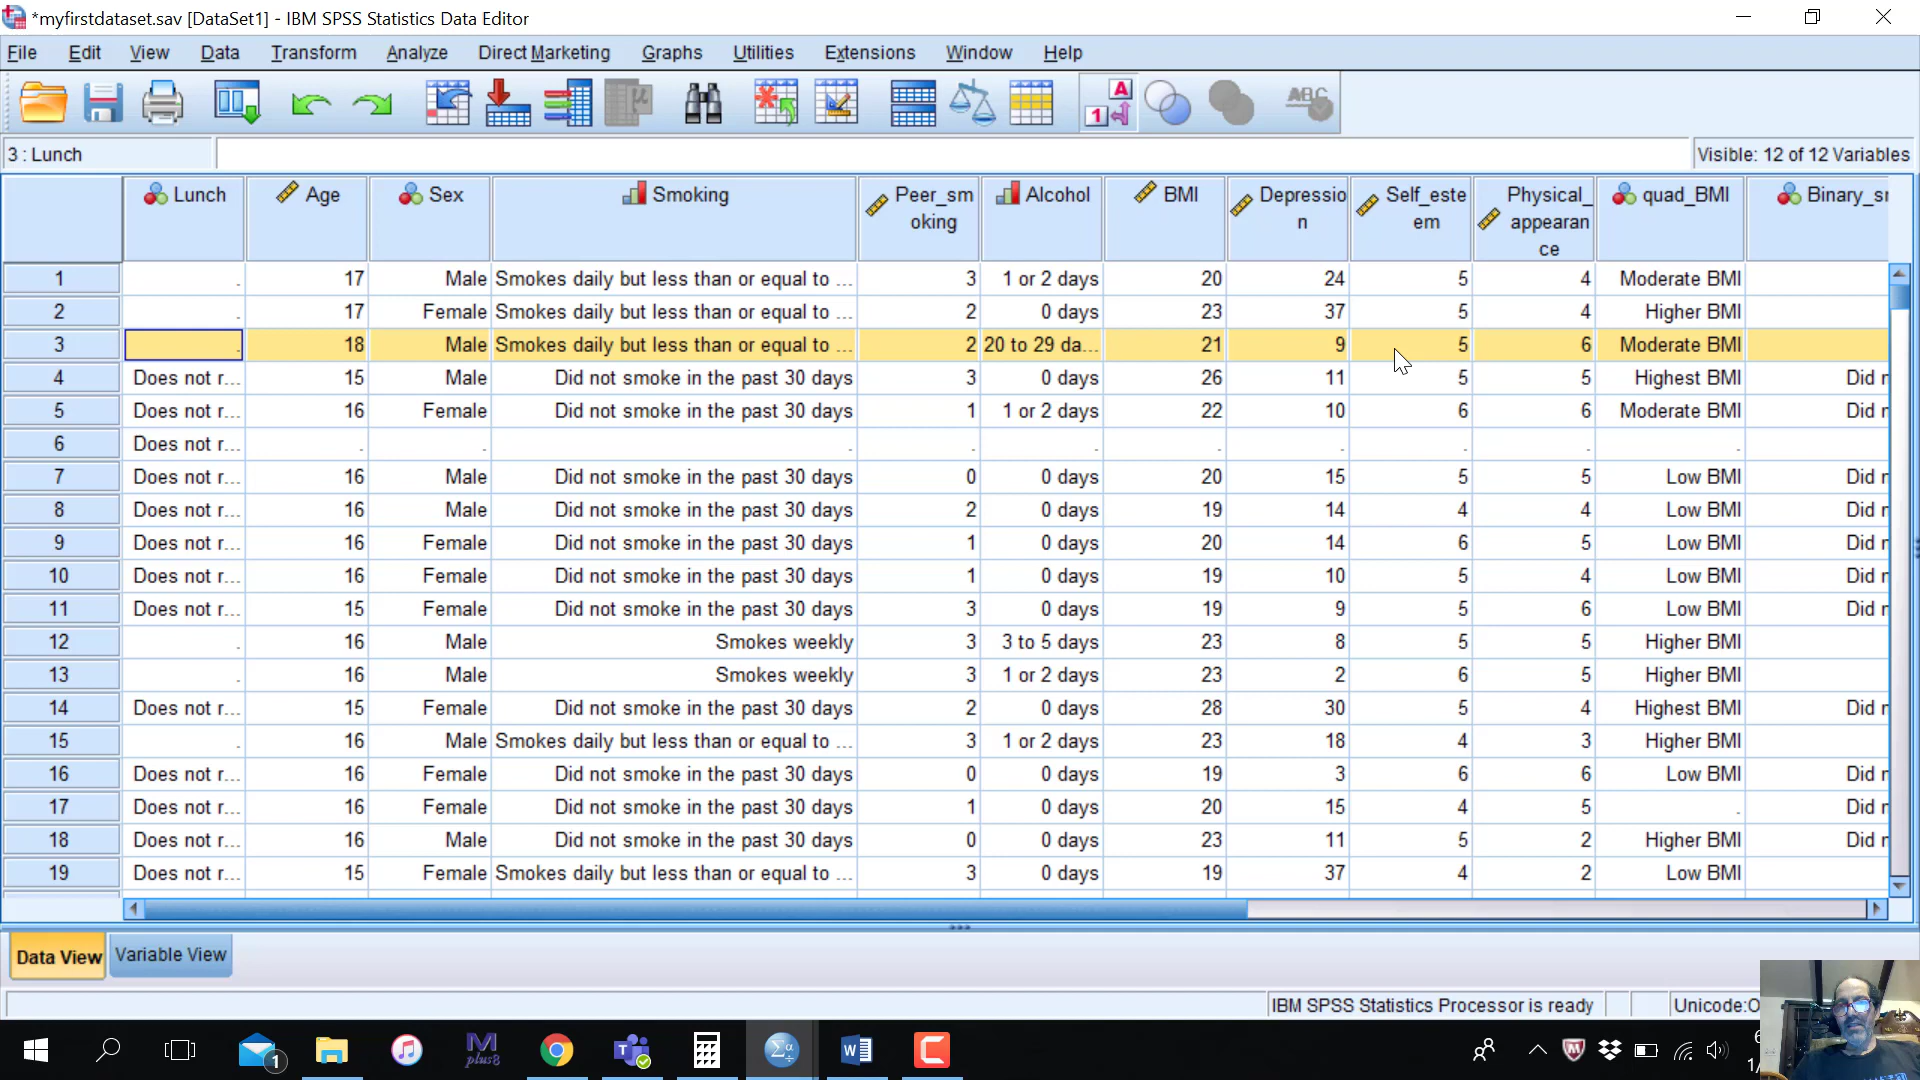 *myfirstdataset.sav [DataSet1] - IBM SPSS Statistics Data Editor
File Edit View Data Transform Analyze Direct Marketing Graphs Utilities Extensions Window Help
A
1
ABC
3 : Lunch Visible: 12 of 12 Variables
Lunch Age Sex Smoking Peer_sm Alcohol BMI Depressio Self_este Physical_ quad_BMI Binary_sr
oking n em appearan
ce
1 . 17 Male Smokes daily but less than or equal to ... 3 1 or 2 days 20 24 5 4 Moderate BMI
2 . 17 Female Smokes daily but less than or equal to ... 2 0 days 23 37 5 4 Higher BMI
3 . 18 Male Smokes daily but less than or equal to ... 2 20 to 29 da... 21 9 5 6 Moderate BMI
4 Does not r... 15 Male Did not smoke in the past 30 days 3 0 days 26 11 5 5 Highest BMI Did r
5 Does not r... 16 Female Did not smoke in the past 30 days 1 1 or 2 days 22 10 6 6 Moderate BMI Did r
6 Does not r... . . . . . . . . . .
7 Does not r... 16 Male Did not smoke in the past 30 days 0 0 days 20 15 5 5 Low BMI Did r
8 Does not r... 16 Male Did not smoke in the past 30 days 2 0 days 19 14 4 4 Low BMI Did r
9 Does not r... 16 Female Did not smoke in the past 30 days 1 0 days 20 14 6 5 Low BMI Did r
10 Does not r... 16 Female Did not smoke in the past 30 days 1 0 days 19 10 5 4 Low BMI Did r
11 Does not r... 15 Female Did not smoke in the past 30 days 3 0 days 19 9 5 6 Low BMI Did r
12 . 16 Male Smokes weekly 3 3 to 5 days 23 8 5 5 Higher BMI
13 . 16 Male Smokes weekly 3 1 or 2 days 23 2 6 5 Higher BMI
14 Does not r... 15 Female Did not smoke in the past 30 days 2 0 days 28 30 5 4 Highest BMI Did r
15 . 16 Male Smokes daily but less than or equal to ... 3 1 or 2 days 23 18 4 3 Higher BMI
16 Does not r... 16 Female Did not smoke in the past 30 days 0 0 days 19 3 6 6 Low BMI Did r
17 Does not r... 16 Female Did not smoke in the past 30 days 1 0 days 20 15 4 5 . Did r
18 Does not r... 16 Male Did not smoke in the past 30 days 0 0 days 23 11 5 2 Higher BMI Did r
19 Does not r... 15 Female Smokes daily but less than or equal to ... 3 0 days 19 37 4 2 Low BMI
Data View Variable View
IBM SPSS Statistics Processor is ready Unicode:O
1 M plus8